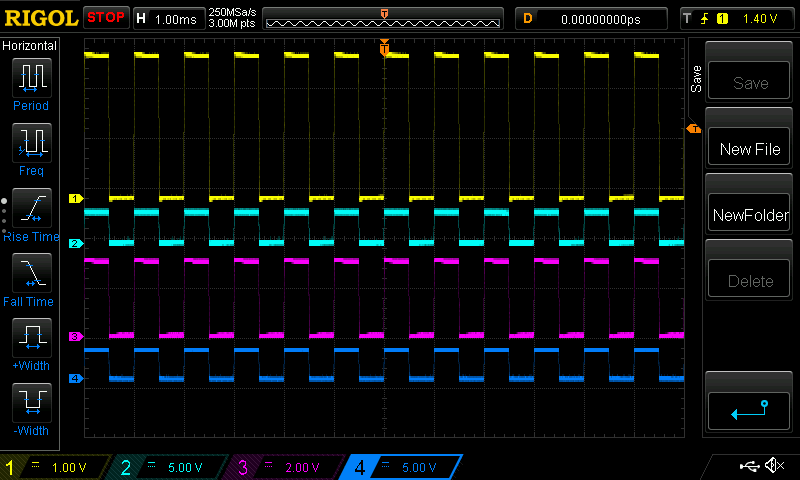 RIGOL STOP H 1.00ms 250MSa/s 3.00M pts T D 0.00000000ps T 1 1.40 V
Horizontal
Period
Freq
Rise Time
Fall Time
+Width
-Width
T
1
2
3
4
T
Save
Save
New File
NewFolder
Delete
1 1.00 V 2 5.00 V 3 2.00 V 4 5.00 V